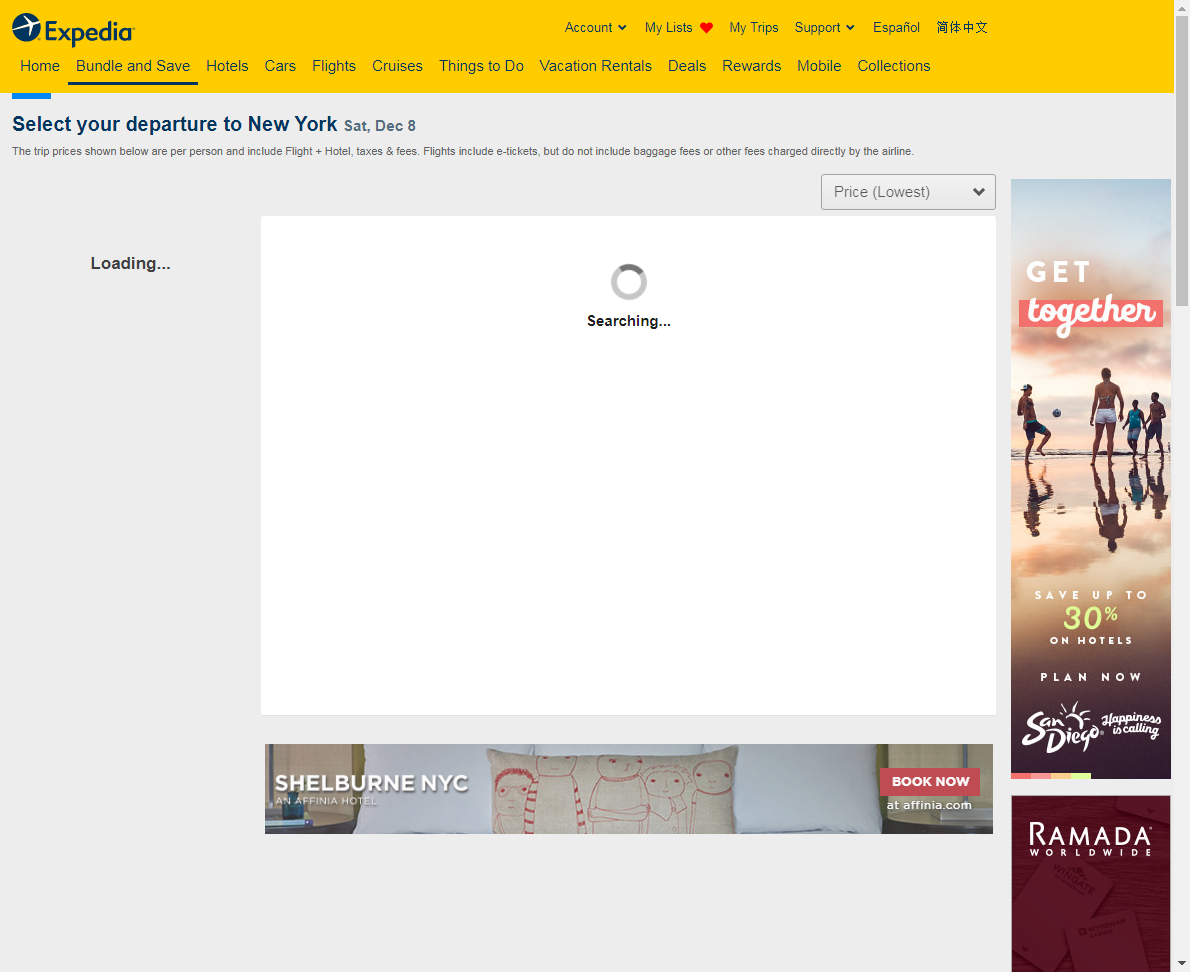 Expedia
Account
My Lists
My Trips
Support
Español
简体中文
Home
Bundle and Save
Hotels
Cars
Flights
Cruises
Things to Do
Vacation Rentals
Deals
Rewards
Mobile
Collections
Select your departure to New York Sat, Dec 8
The trip prices shown below are per person and include Flight + Hotel, taxes & fees. Flights include e-tickets, but do not include baggage fees or other fees charged directly by the airline.
Price (Lowest)
Loading...
Searching...
GET
together
SAVE UP TO
30%
ON HOTELS
PLAN NOW
San Diego
Happiness is calling
SHELBURNE NYC
AN AFFINIA HOTEL
BOOK NOW
at affinia.com
RAMADA
WORLDWIDE
WINGATE
WYNDHAM